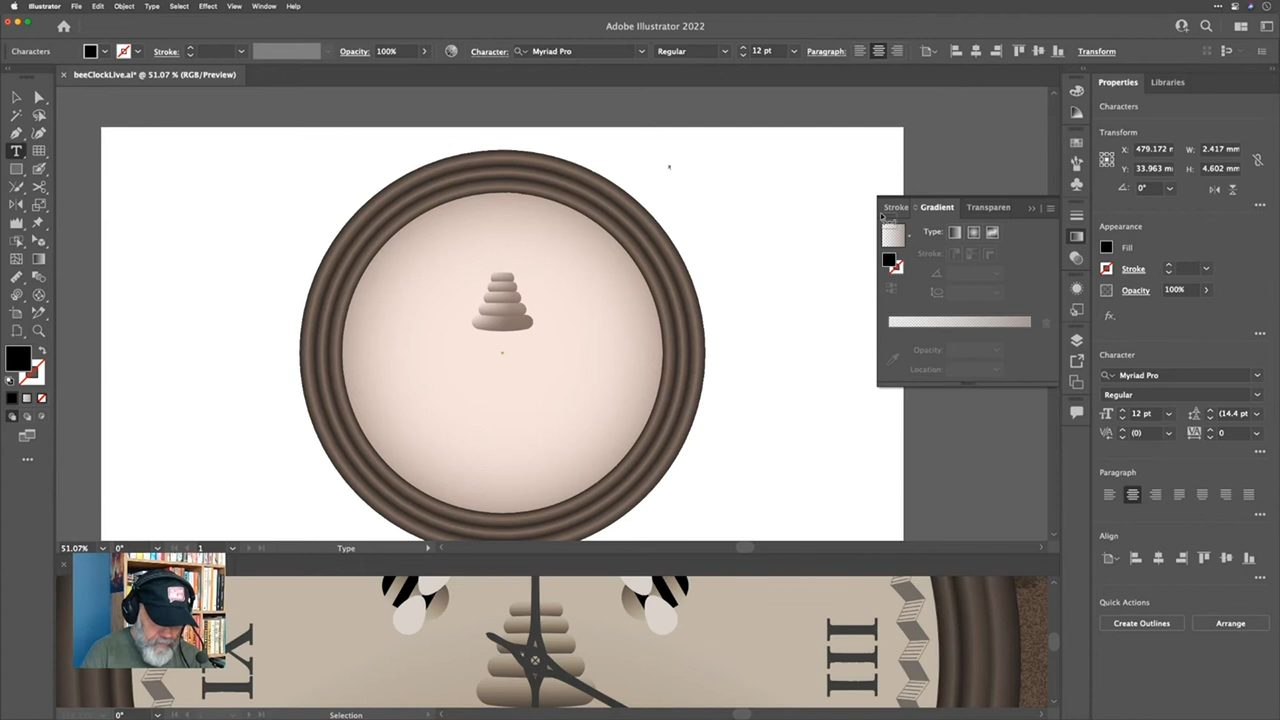 Illustrator File Edit Object Type Select Effect View Window Help
Adobe Illustrator 2022
Characters Stroke: Opacity: 100% Character: Myriad Pro Regular 12 pt Paragraph: Transform
beeClockLive.ai* @ 51.07 % (RGB/Preview)
Properties Libraries
Characters
Transform
X: 479.172 m W: 2.417 mm
Y: 33.963 m H: 4.602 mm
0°
Stroke Gradient Transparen
Type:
Stroke:
Opacity:
Location:
Appearance
Fill
Stroke
Opacity 100%
fx.
Character
Myriad Pro
Regular
12 pt (14.4 pt
(0) 0
Paragraph
Align
Quick Actions
Create Outlines Arrange
51.07% 0° 1 Type
III
0° Selection